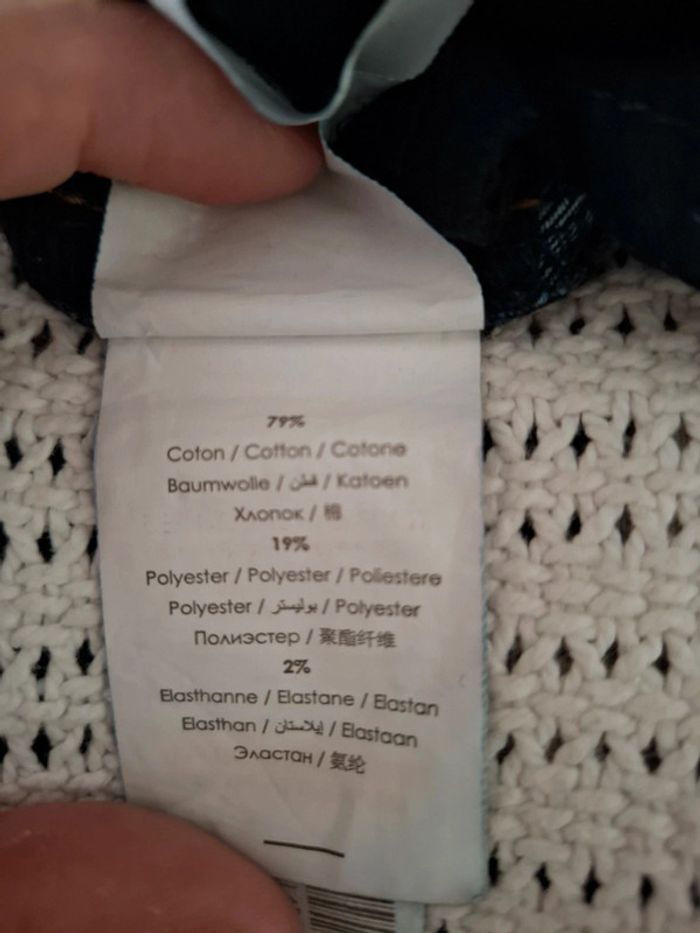 79%
Coton / Cotton / Cotone
Baumwolle / قطن / Katoen
Хлопок / 棉
19%
Polyester / Polyester / Poliestere
Polyester / بوليستر / Polyester
Полиэстер / 聚酯纤维
2%
Elasthanne / Elastane / Elastan
Elasthan / إيلاستان / Elastaan
Эластан / 氨纶